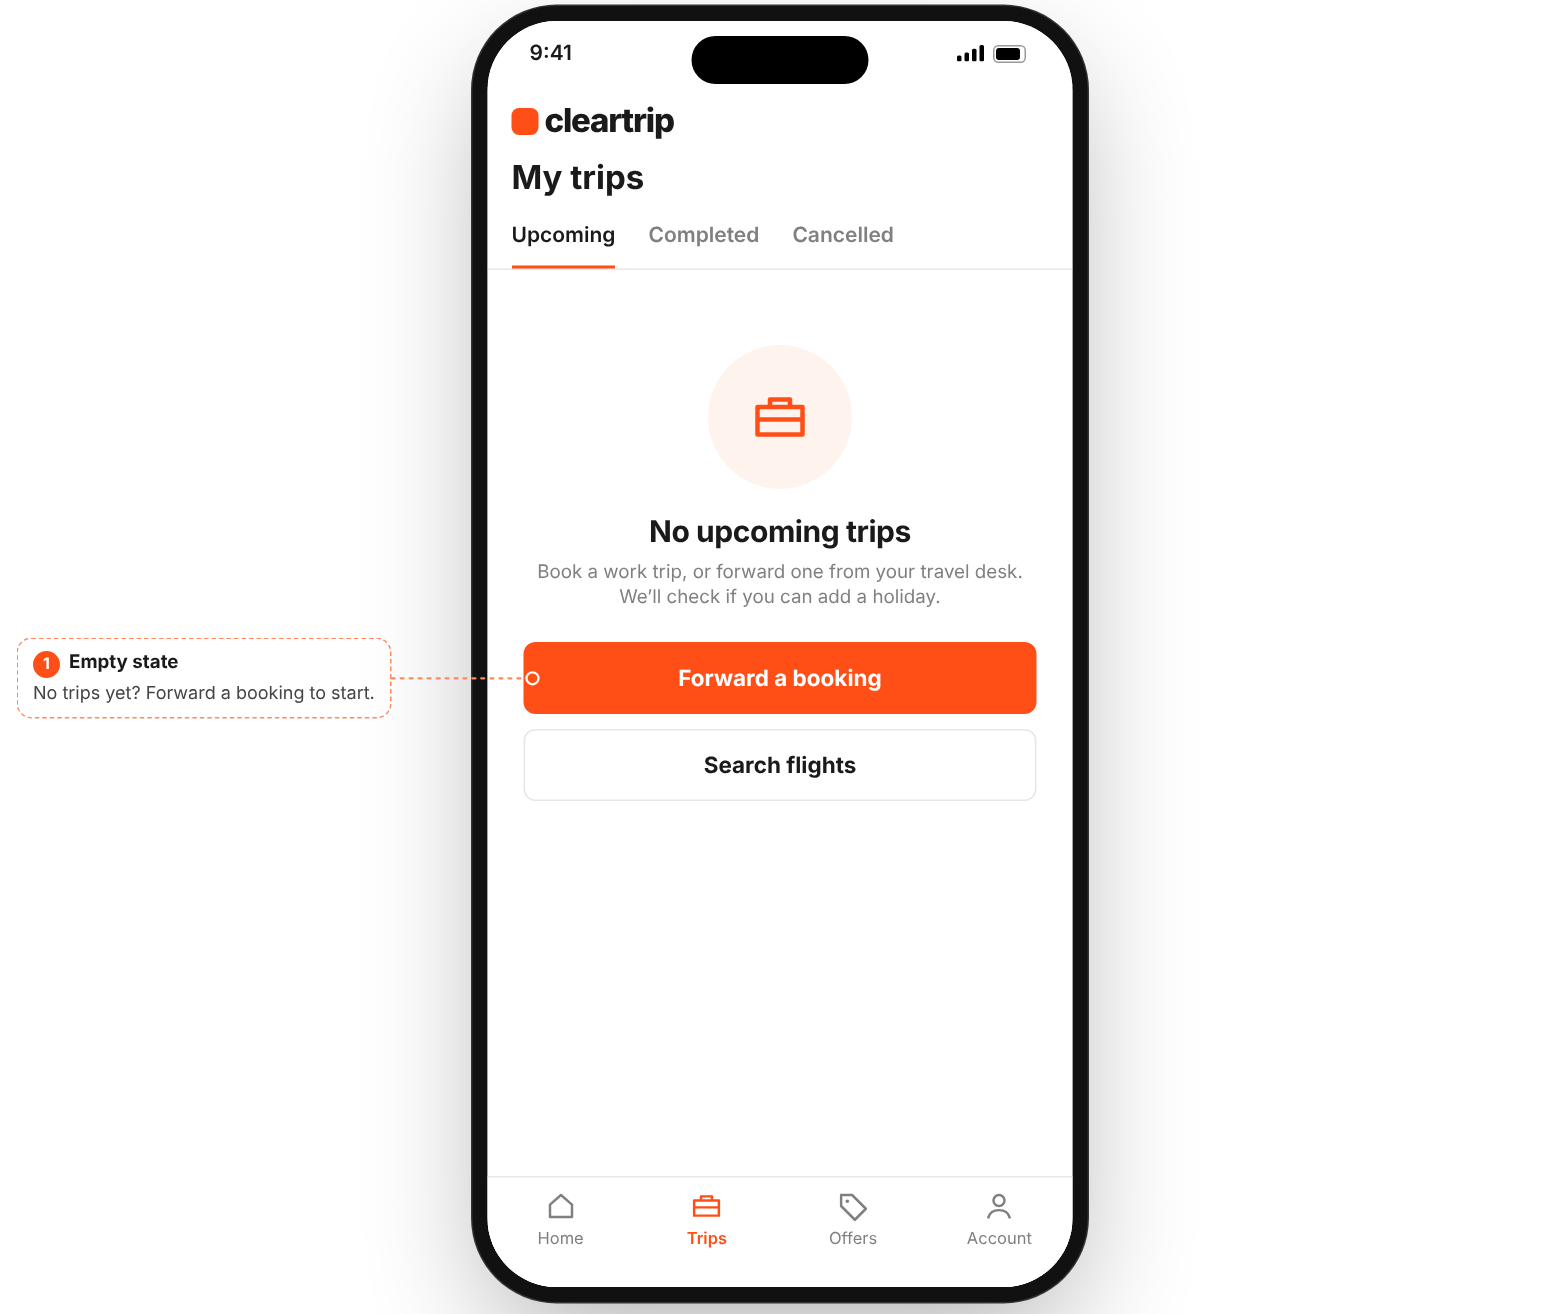 9:41
cleartrip
My trips
Upcoming Completed Cancelled
No upcoming trips
Book a work trip, or forward one from your travel desk.
We’ll check if you can add a holiday.
1 Empty state
No trips yet? Forward a booking to start.
Forward a booking
Search flights
Home Trips Offers Account